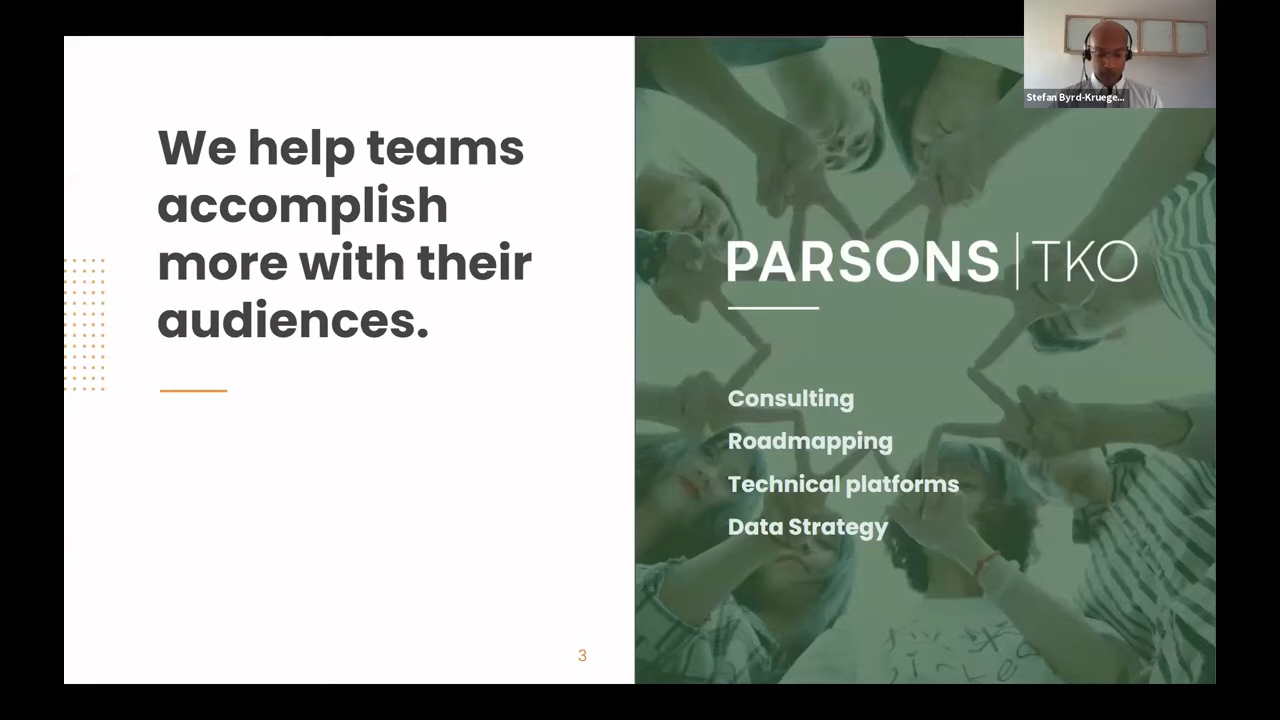 We help teams
accomplish
more with their
audiences.
3
PARSONS | TKO
Consulting
Roadmapping
Technical platforms
Data Strategy
Stefan Byrd-Kruege...